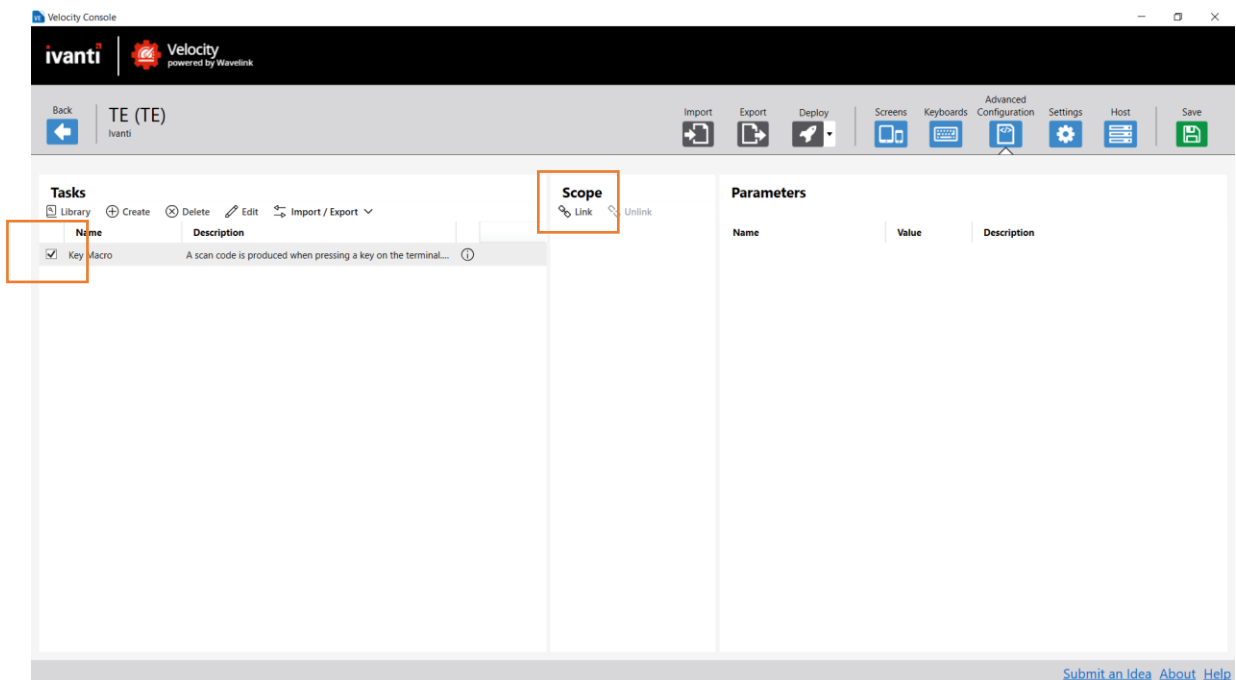 Velocity Console
ivanti
Velocity
powered by Wavelink
Back
TE (TE)
Ivanti
Import
Export
Deploy
Screens
Keyboards
Advanced
Configuration
Settings
Host
Save
Tasks
Library Create Delete Edit Import / Export
Name Description
Key Macro A scan code is produced when pressing a key on the terminal....
Scope
Link Unlink
Parameters
Name Value Description
Submit an Idea About Help